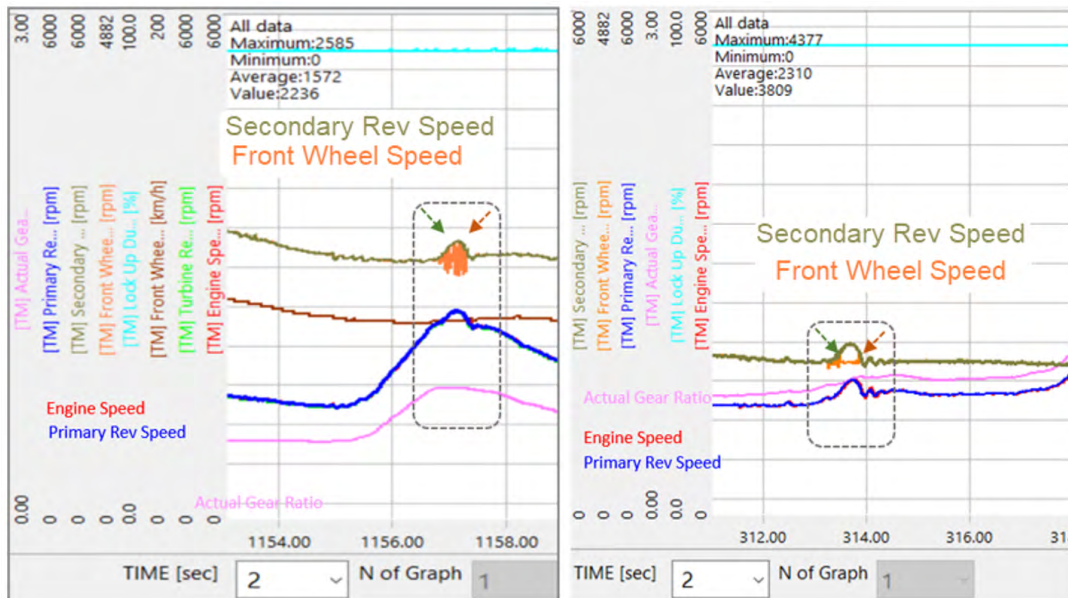 3.00
6000
6000
4882
100.0
200
6000
6000
All data
Maximum:2585
Minimum:0
Average:1572
Value:2236
Secondary Rev Speed
Front Wheel Speed
[TM] Actual Gea...
[TM] Primary Re... [rpm]
[TM] Secondary ... [rpm]
[TM] Front Whee... [rpm]
[TM] Lock Up Du... [%]
[TM] Front Whee... [km/h]
[TM] Turbine Re... [rpm]
[TM] Engine Spe... [rpm]
Engine Speed
Primary Rev Speed
Actual Gear Ratio
0.00
0
0
0
0.0
0
0
0
1154.00 1156.00 1158.00
TIME [sec] 2 N of Graph 1
6000
4882
6000
3.00
100.0
6000
All data
Maximum:4377
Minimum:0
Average:2310
Value:3809
Secondary Rev Speed
Front Wheel Speed
[TM] Secondary ... [rpm]
[TM] Front Whee... [rpm]
[TM] Primary Re... [rpm]
[TM] Actual Gea...
[TM] Lock Up Du... [%]
[TM] Engine Spe... [rpm]
Actual Gear Ratio
Engine Speed
Primary Rev Speed
0
0
0
0.00
0.0
0
312.00 314.00 316.00
TIME [sec] 2 N of Graph 1